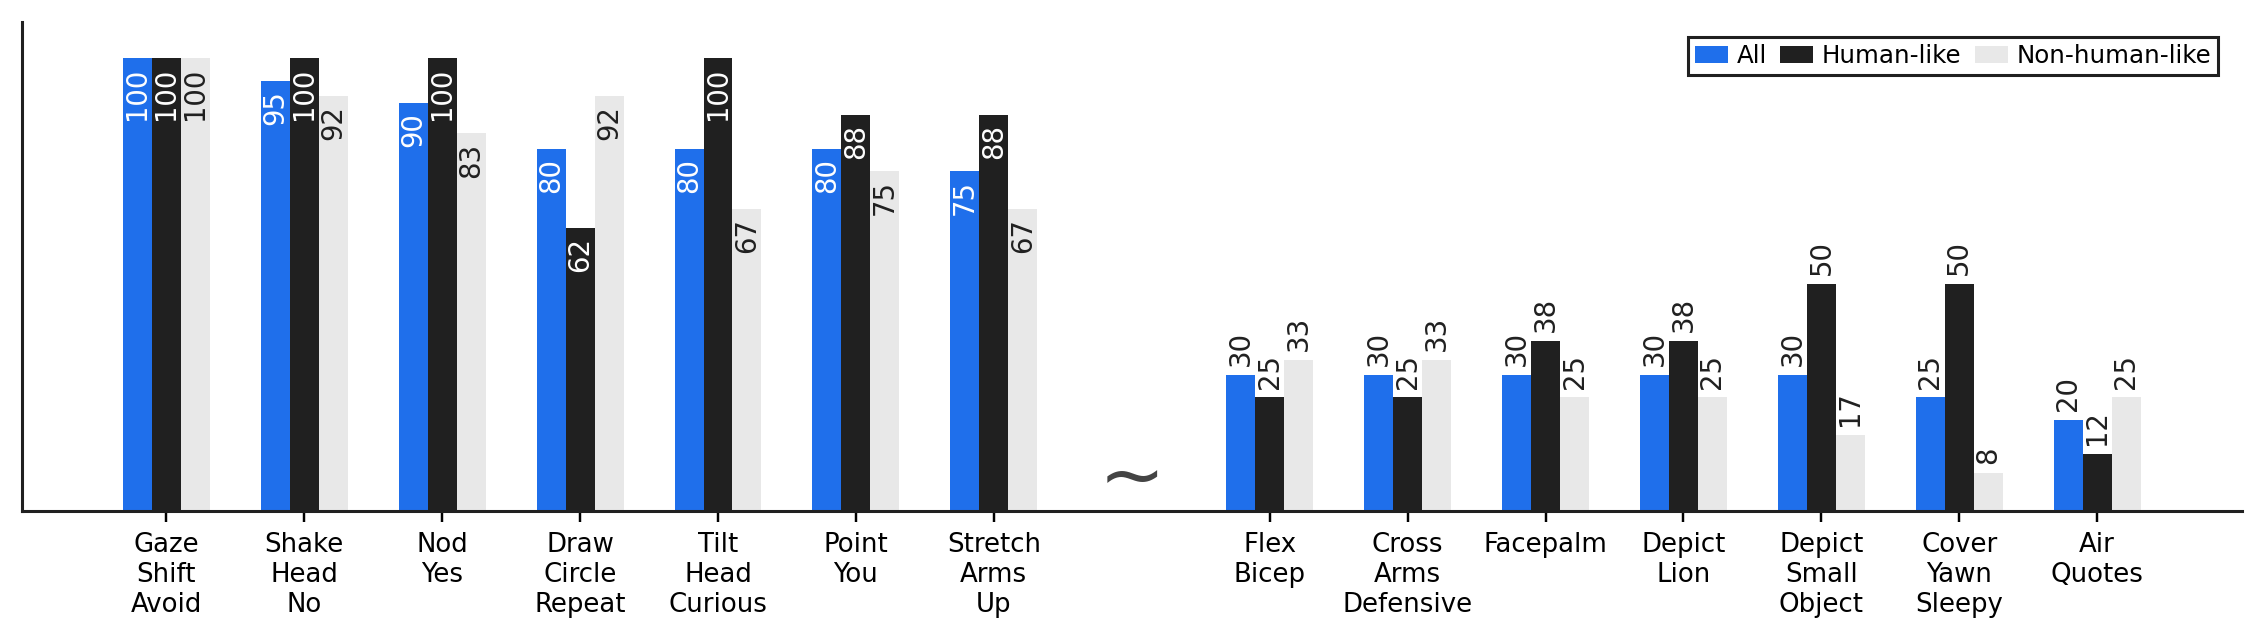 All Human-like Non-human-like
100 100 100
95 100 92
90 100 83
80 62 92
80 100 67
80 88 75
75 88 67
~
30 25 33
30 25 33
30 38 25
30 38 25
30 50 17
25 50 8
20 12 25
Gaze
Shift
Avoid
Shake
Head
No
Nod
Yes
Draw
Circle
Repeat
Tilt
Head
Curious
Point
You
Stretch
Arms
Up
Flex
Bicep
Cross
Arms
Defensive
Facepalm
Depict
Lion
Depict
Small
Object
Cover
Yawn
Sleepy
Air
Quotes